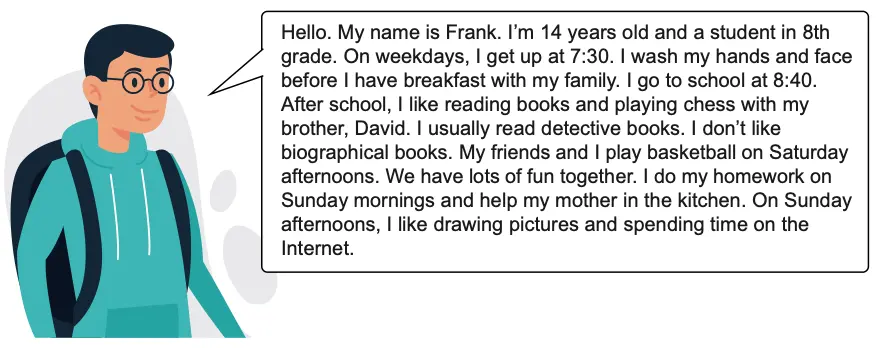 Hello. My name is Frank. I’m 14 years old and a student in 8th
grade. On weekdays, I get up at 7:30. I wash my hands and face
before I have breakfast with my family. I go to school at 8:40.
After school, I like reading books and playing chess with my
brother, David. I usually read detective books. I don’t like
biographical books. My friends and I play basketball on Saturday
afternoons. We have lots of fun together. I do my homework on
Sunday mornings and help my mother in the kitchen. On Sunday
afternoons, I like drawing pictures and spending time on the
Internet.